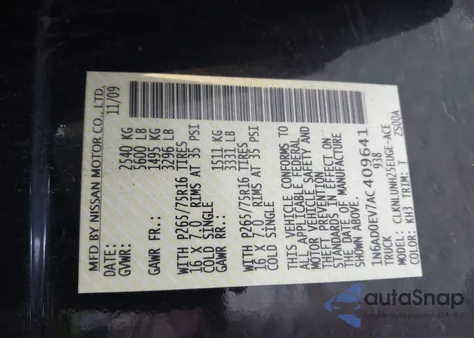 MFD BY NISSAN MOTOR CO.,LTD.
DATE: 11/09
GVWR: 2540 KG
5600 LB
GAWR FR: 1495 KG
3296 LB
WITH P265/75R16 TIRES
16 X 7.0 RIMS AT 35 PSI
COLD SINGLE
GAWR RR: 1511 KG
3331 LB
WITH P265/75R16 TIRES
16 X 7.0 RIMS AT 35 PSI
COLD SINGLE
THIS VEHICLE CONFORMS TO
ALL APPLICABLE FEDERAL
MOTOR VEHICLE SAFETY AND
THEFT PREVENTION
STANDARDS IN EFFECT ON
THE DATE OF MANUFACTURE
SHOWN ABOVE.
1N6AD0EV7AC409641
TRUCK 938
MODEL: CLKNLUNH25EUGE-ACE
COLOR: KH3 TRIM: T ZS00A
autoSnap